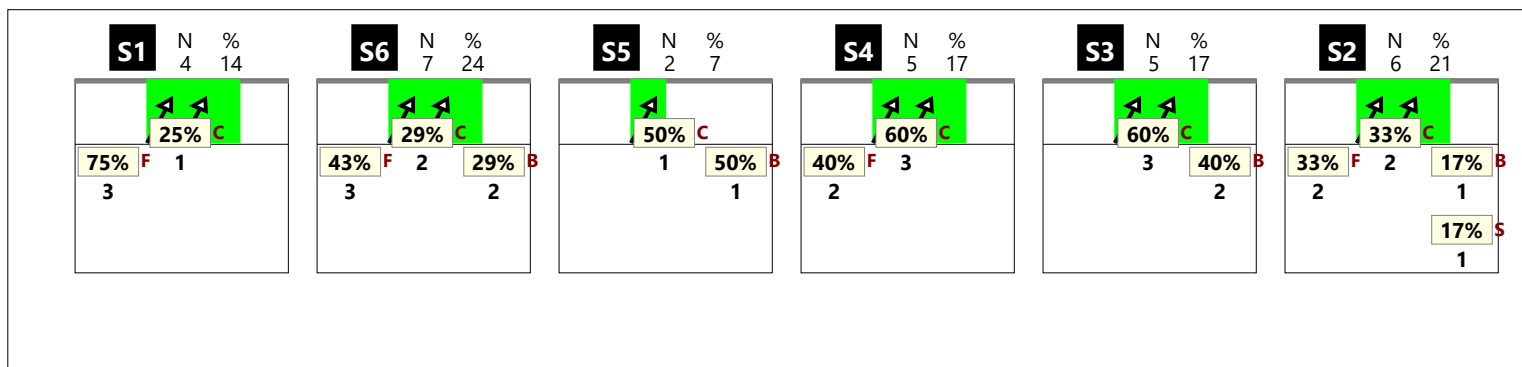 S1 N % S6 N % S5 N % S4 N % S3 N % S2 N %
4 14 7 24 2 7 5 17 5 17 6 21
25% C 29% C 50% C 60% C 60% C 33% C
75% F 1 43% F 2 29% B 1 50% B 40% F 3 3 40% B 33% F 2 17% B
3 3 2 1 2 2 2 1
17% S
1